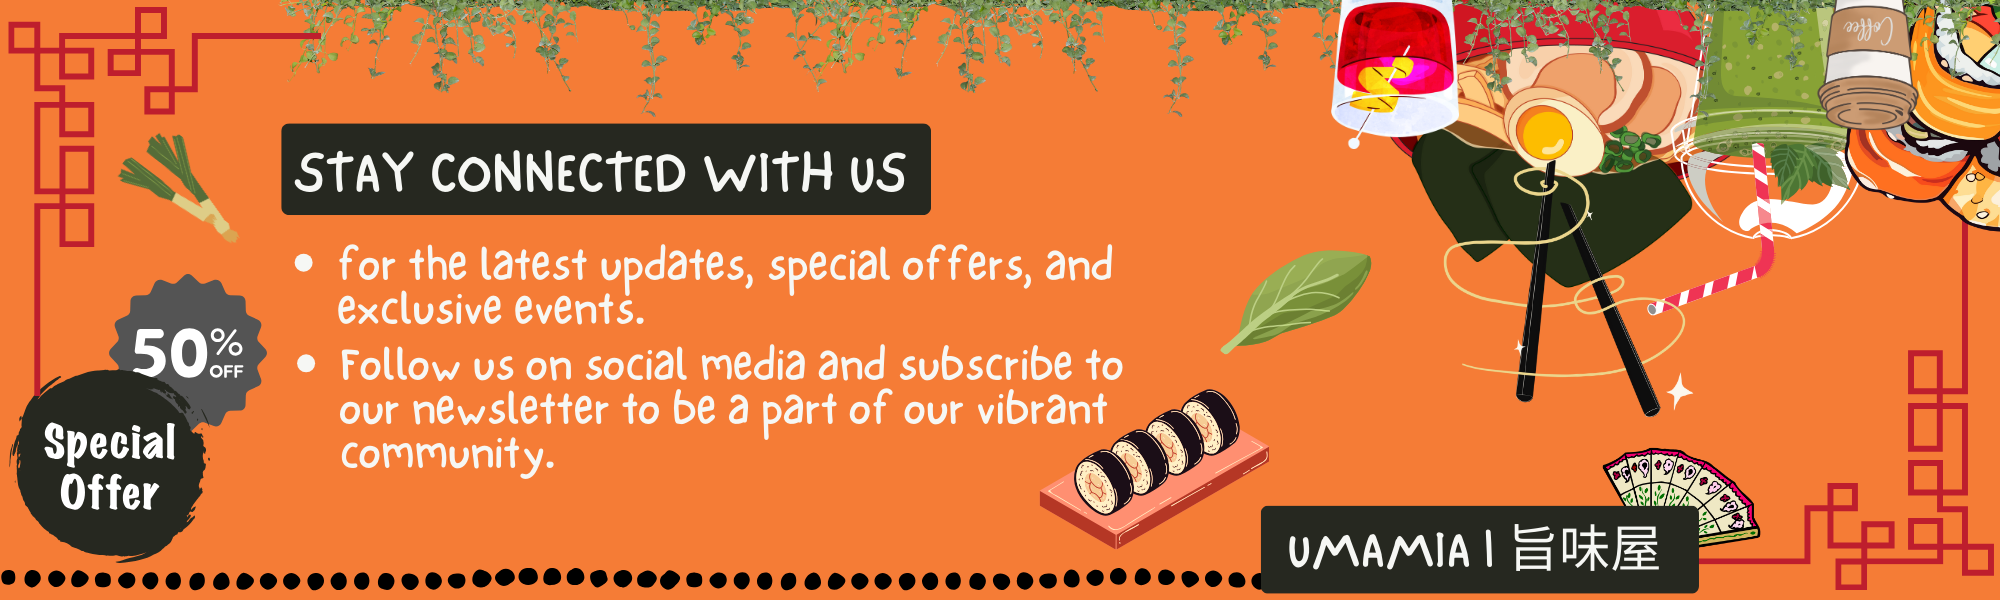 STAY CONNECTED WITH US
• for the latest updates, special offers, and
exclusive events.
• Follow us on social media and subscribe to
our newsletter to be a part of our vibrant
community.
50% OFF
Special
Offer
Coffee
UMAMIA | 旨味屋